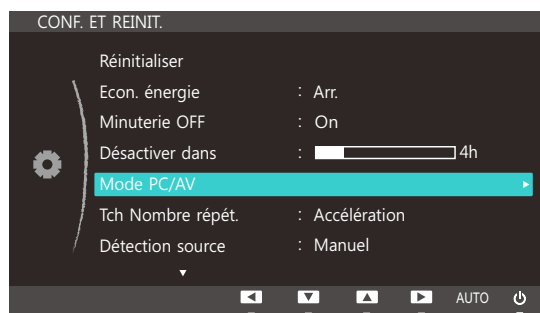 CONF. ET REINIT.
Réinitialiser
Econ. énergie : Arr.
Minuterie OFF : On
Désactiver dans : 4h
Mode PC/AV
Tch Nombre répét. : Accélération
Détection source : Manuel
AUTO